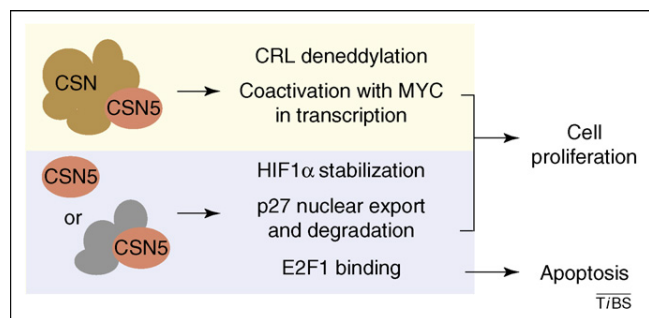 CSN
CSN5
CRL deneddylation
Coactivation with MYC
in transcription
Cell
proliferation
CSN5
or
CSN5
HIF1α stabilization
p27 nuclear export
and degradation
E2F1 binding
Apoptosis
TiBS